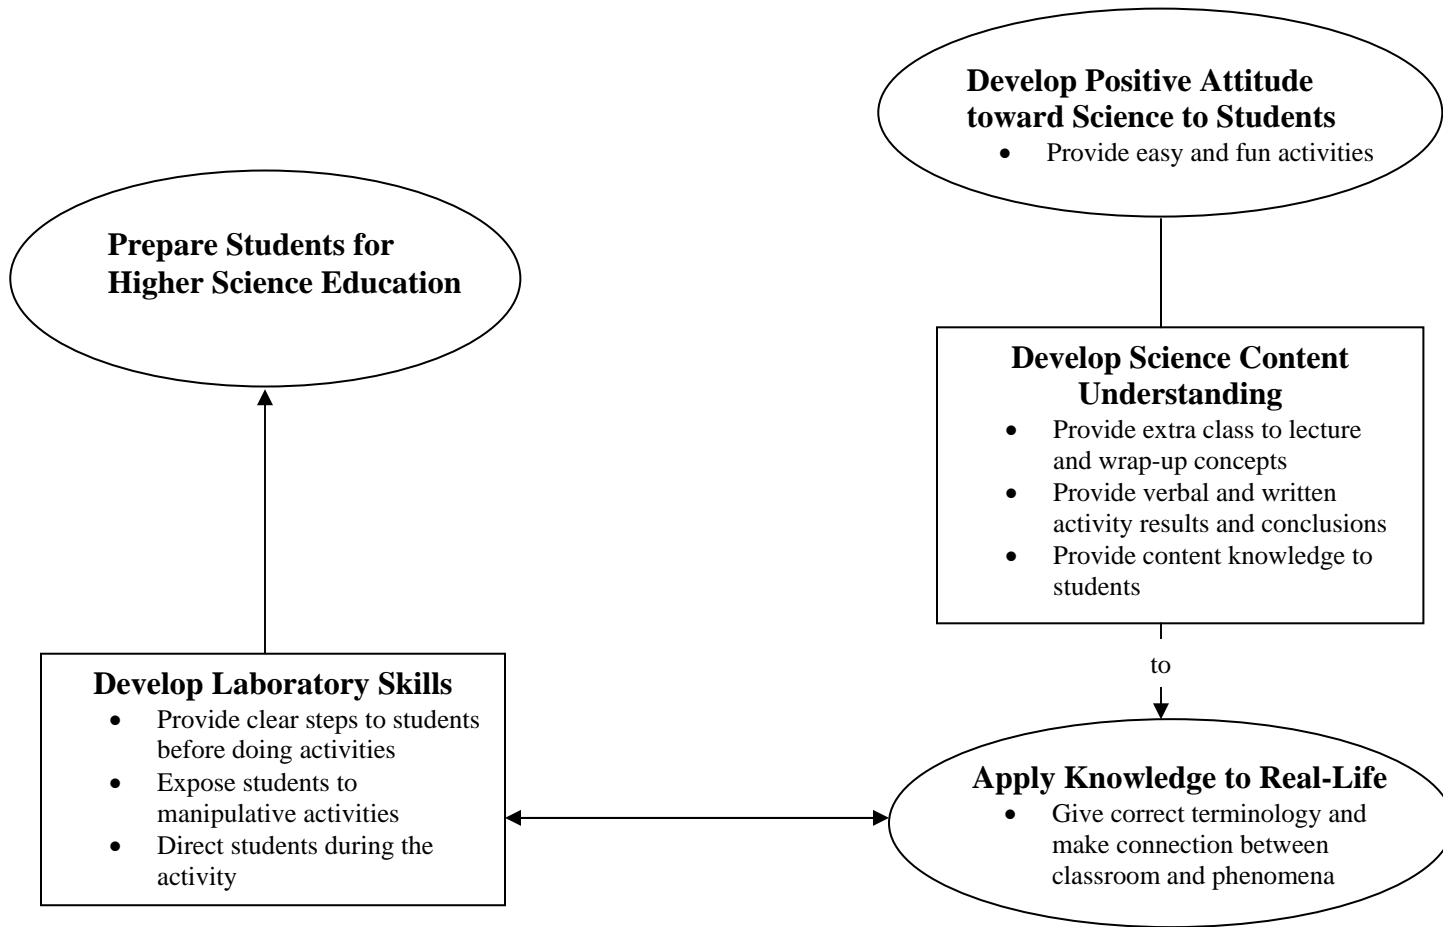 Develop Positive Attitude
toward Science to Students
• Provide easy and fun activities
Prepare Students for
Higher Science Education
Develop Science Content
Understanding
• Provide extra class to lecture
and wrap-up concepts
• Provide verbal and written
activity results and conclusions
• Provide content knowledge to
students
to
Develop Laboratory Skills
• Provide clear steps to students
before doing activities
• Expose students to
manipulative activities
• Direct students during the
activity
Apply Knowledge to Real-Life
• Give correct terminology and
make connection between
classroom and phenomena